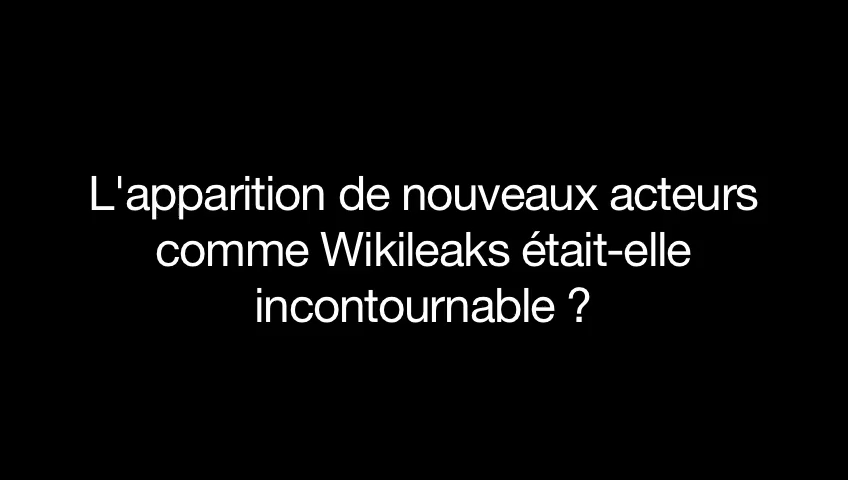 L'apparition de nouveaux acteurs
comme Wikileaks était-elle
incontournable ?